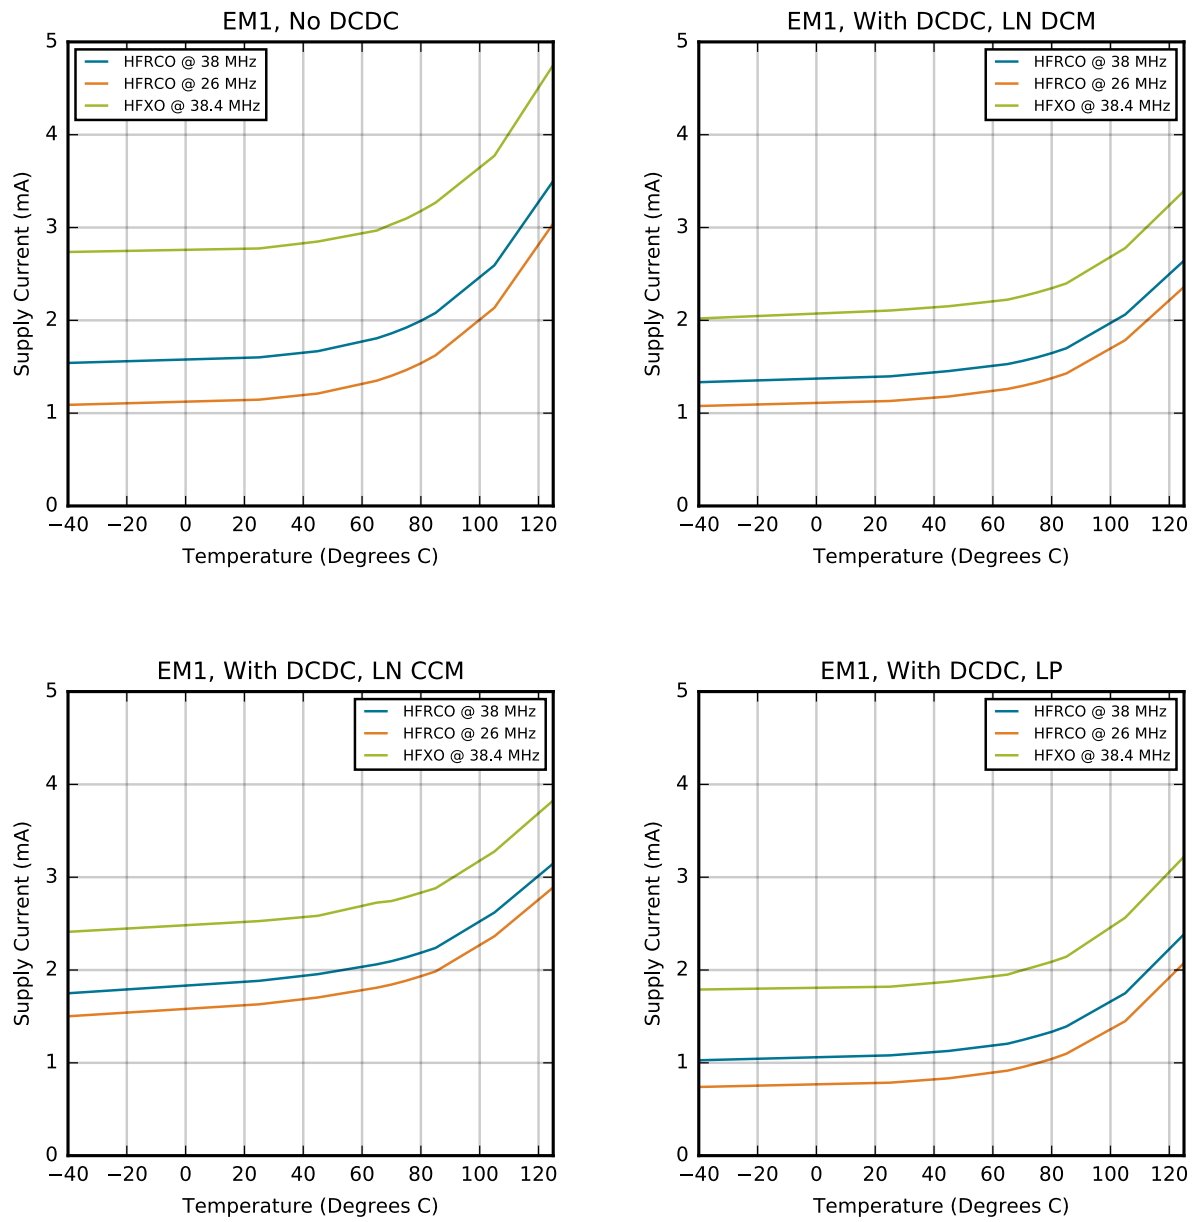 EM1, No DCDC
HFRCO @ 38 MHz
HFRCO @ 26 MHz
HFXO @ 38.4 MHz
Supply Current (mA)
5
4
3
2
1
0
−40 −20 0 20 40 60 80 100 120
Temperature (Degrees C)
EM1, With DCDC, LN DCM
HFRCO @ 38 MHz
HFRCO @ 26 MHz
HFXO @ 38.4 MHz
Supply Current (mA)
5
4
3
2
1
0
−40 −20 0 20 40 60 80 100 120
Temperature (Degrees C)
EM1, With DCDC, LN CCM
HFRCO @ 38 MHz
HFRCO @ 26 MHz
HFXO @ 38.4 MHz
Supply Current (mA)
5
4
3
2
1
0
−40 −20 0 20 40 60 80 100 120
Temperature (Degrees C)
EM1, With DCDC, LP
HFRCO @ 38 MHz
HFRCO @ 26 MHz
HFXO @ 38.4 MHz
Supply Current (mA)
5
4
3
2
1
0
−40 −20 0 20 40 60 80 100 120
Temperature (Degrees C)